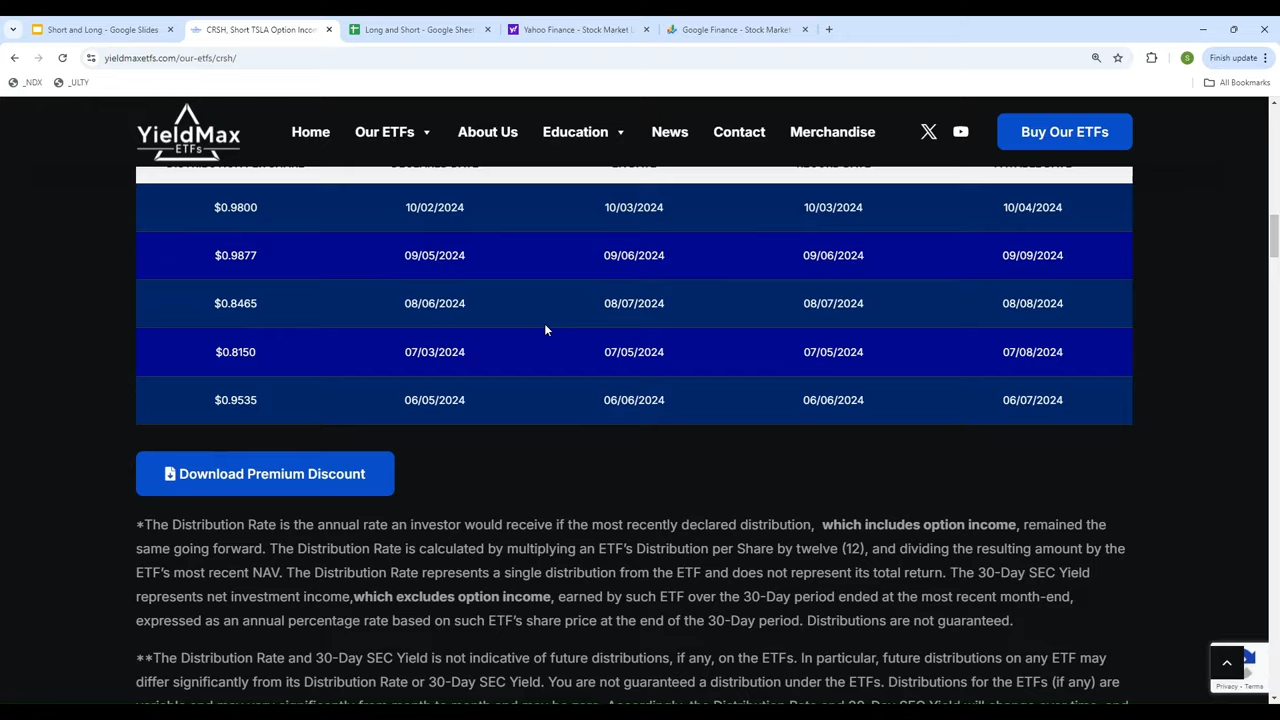 Short and Long - Google Slides
CRSH, Short TSLA Option Inco
Long and Short - Google Sheet
Yahoo Finance - Stock Market L
Google Finance - Stock Market
yieldmaxetfs.com/our-etfs/crsh/
S
Finish update
_NDX
_ULTY
All Bookmarks
YieldMax
ETFs
Home
Our ETFs
About Us
Education
News
Contact
Merchandise
Buy Our ETFs
$0.9800 10/02/2024 10/03/2024 10/03/2024 10/04/2024
$0.9877 09/05/2024 09/06/2024 09/06/2024 09/09/2024
$0.8465 08/06/2024 08/07/2024 08/07/2024 08/08/2024
$0.8150 07/03/2024 07/05/2024 07/05/2024 07/08/2024
$0.9535 06/05/2024 06/06/2024 06/06/2024 06/07/2024
Download Premium Discount
*The Distribution Rate is the annual rate an investor would receive if the most recently declared distribution, which includes option income, remained the
same going forward. The Distribution Rate is calculated by multiplying an ETF's Distribution per Share by twelve (12), and dividing the resulting amount by the
ETF's most recent NAV. The Distribution Rate represents a single distribution from the ETF and does not represent its total return. The 30-Day SEC Yield
represents net investment income,which excludes option income, earned by such ETF over the 30-Day period ended at the most recent month-end,
expressed as an annual percentage rate based on such ETF's share price at the end of the 30-Day period. Distributions are not guaranteed.
**The Distribution Rate and 30-Day SEC Yield is not indicative of future distributions, if any, on the ETFs. In particular, future distributions on any ETF may
differ significantly from its Distribution Rate or 30-Day SEC Yield. You are not guaranteed a distribution under the ETFs. Distributions for the ETFs (if any) are
Privacy - Terms